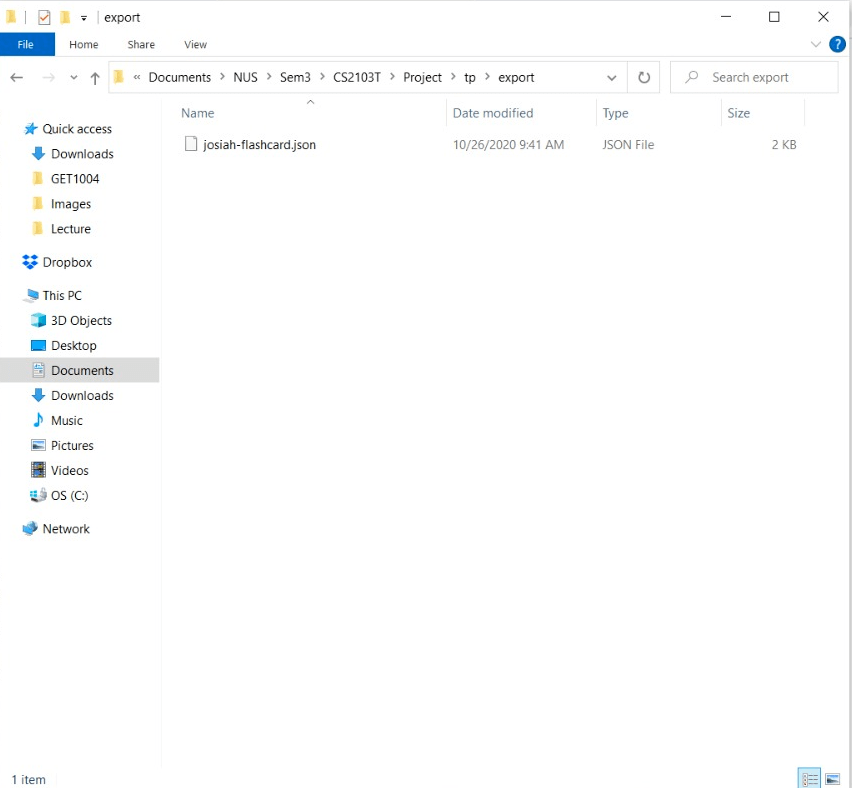 export
File Home Share View
« Documents > NUS > Sem3 > CS2103T > Project > tp > export
Search export
Name Date modified Type Size
josiah-flashcard.json 10/26/2020 9:41 AM JSON File 2 KB
Quick access
Downloads
GET1004
Images
Lecture
Dropbox
This PC
3D Objects
Desktop
Documents
Downloads
Music
Pictures
Videos
OS (C:)
Network
1 item